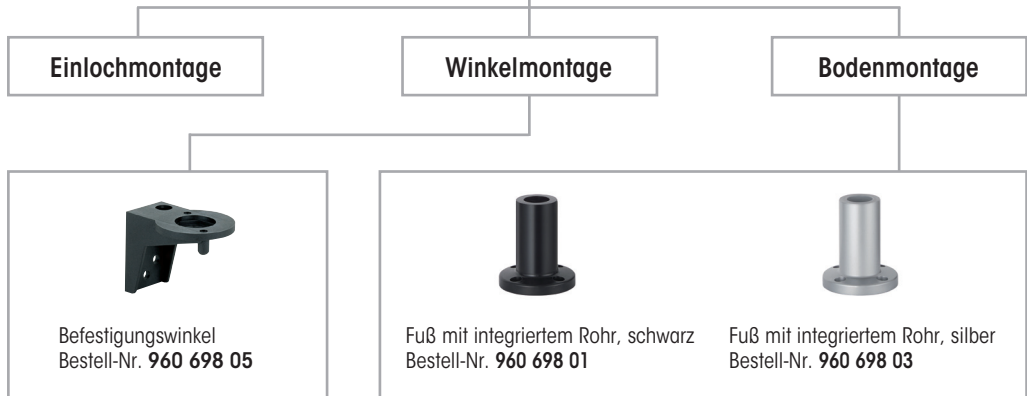 Einlochmontage
Winkelmontage
Bodenmontage
Befestigungswinkel
Bestell-Nr. 960 698 05
Fuß mit integriertem Rohr, schwarz
Bestell-Nr. 960 698 01
Fuß mit integriertem Rohr, silber
Bestell-Nr. 960 698 03